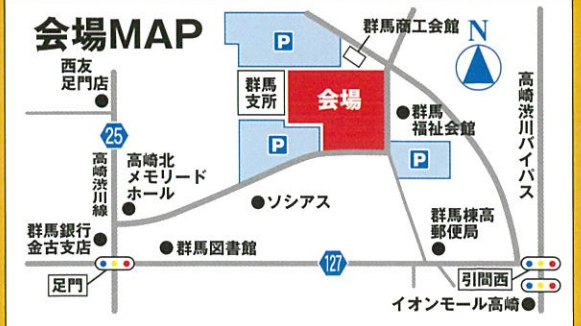 会場MAP
群馬商工会館
N
P
西友
足門店
群馬
支所
会場
群馬
福祉会館
高崎渋川バイパス
25
高崎渋川線
高崎北
メモリード
ホール
P
P
ソシアス
群馬棟高
郵便局
群馬銀行
金古支店
群馬図書館
127
足門
引間西
イオンモール高崎